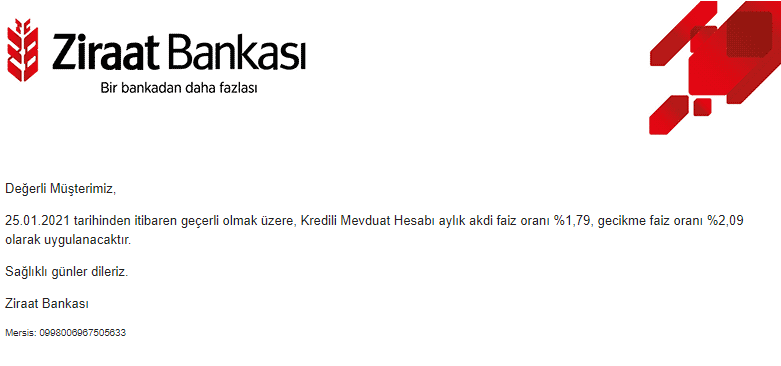 Ziraat Bankası
Bir bankadan daha fazlası
Değerli Müşterimiz,
25.01.2021 tarihinden itibaren geçerli olmak üzere, Kredili Mevduat Hesabı aylık akdi faiz oranı %1,79, gecikme faiz oranı %2,09
olarak uygulanacaktır.
Sağlıklı günler dileriz.
Ziraat Bankası
Mersis: 0998006967505633